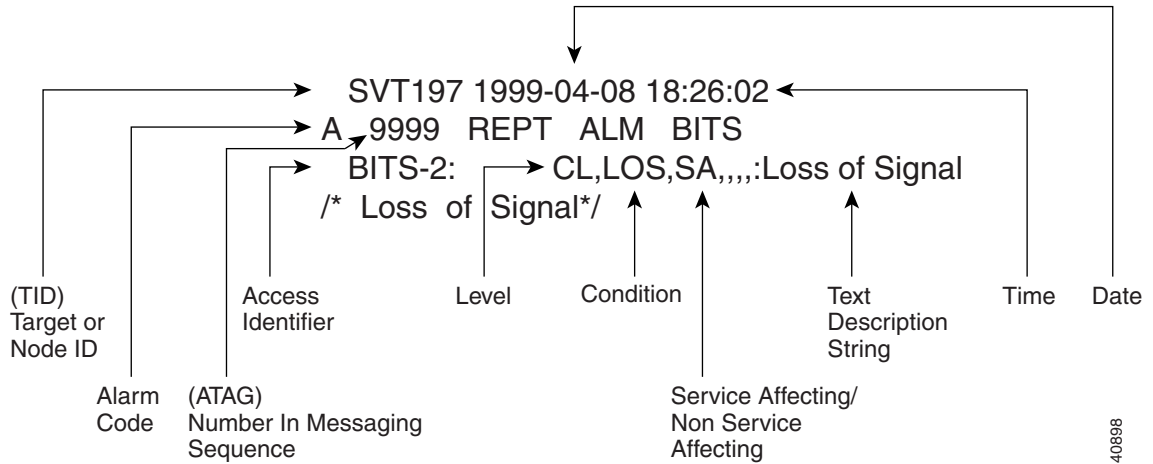 SVT197 1999-04-08 18:26:02
A 9999 REPT ALM BITS
BITS-2: CL,LOS,SA,,,,:Loss of Signal
/* Loss of Signal*/
(TID)
Target or
Node ID
Access
Identifier
Level
Condition
Text
Description
String
Time
Date
Alarm
Code
(ATAG)
Number In Messaging
Sequence
Service Affecting/
Non Service
Affecting
40898